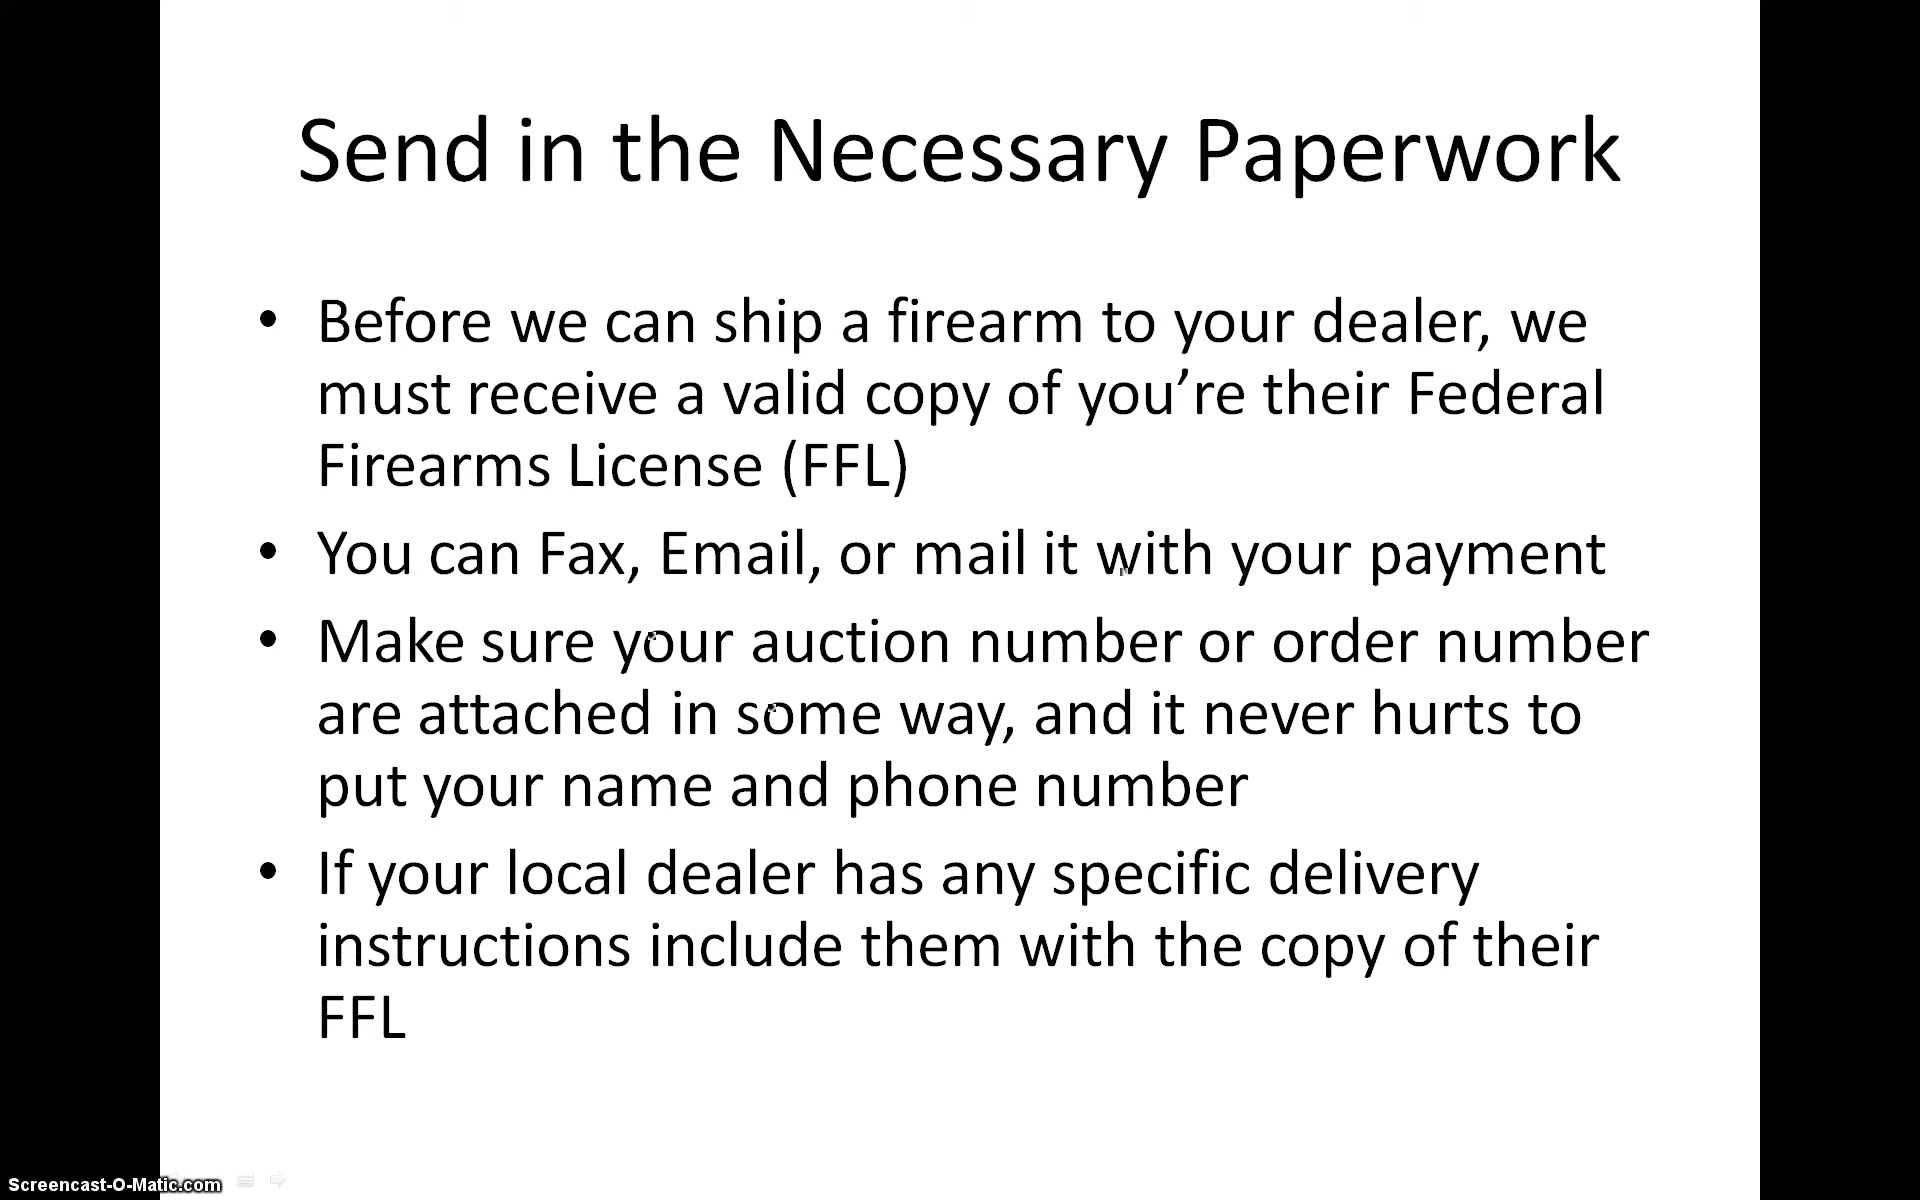 Send in the Necessary Paperwork
• Before we can ship a firearm to your dealer, we
must receive a valid copy of you’re their Federal
Firearms License (FFL)
• You can Fax, Email, or mail it with your payment
• Make sure your auction number or order number
are attached in some way, and it never hurts to
put your name and phone number
• If your local dealer has any specific delivery
instructions include them with the copy of their
FFL
Screencast-O-Matic.com